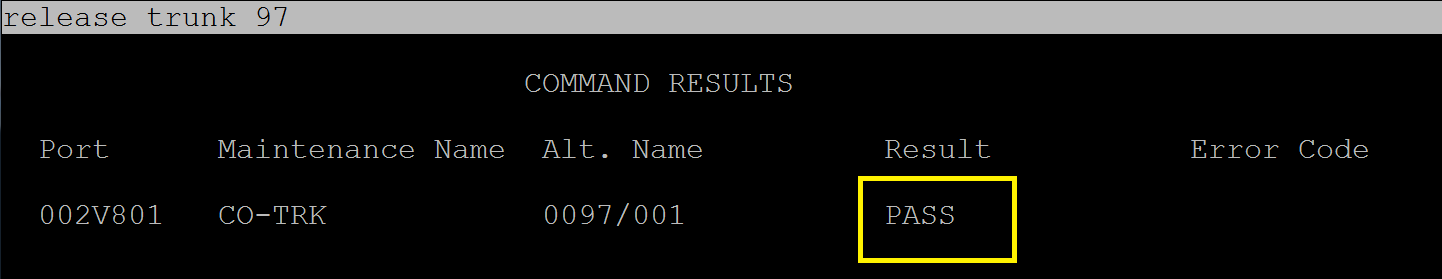 release trunk 97
COMMAND RESULTS
Port Maintenance Name Alt. Name Result Error Code
002V801 CO-TRK 0097/001 PASS